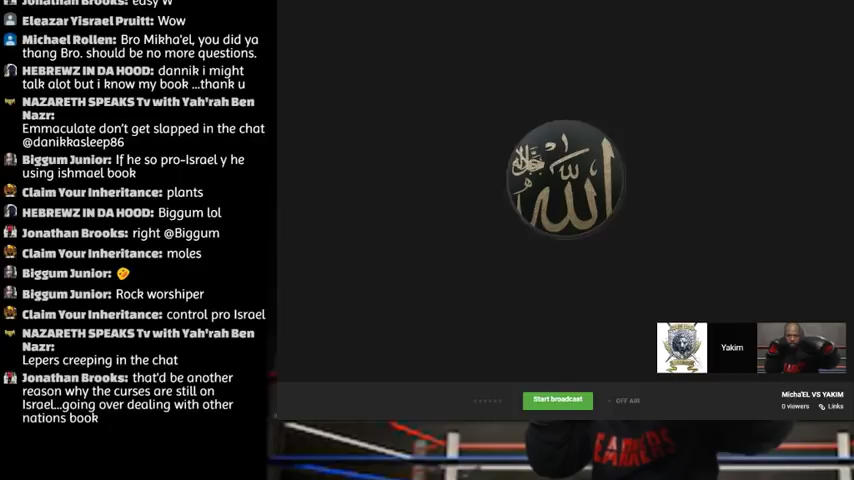 Jonathan Brooks: easy W
Eleazar Yisrael Pruitt: Wow
Michael Rollen: Bro Mikha'el, you did ya
thang Bro. should be no more questions.
HEBREWZ IN DA HOOD: dannik i might
talk alot but i know my book ...thank u
NAZARETH SPEAKS Tv with Yah'rah Ben
Nazr:
Emmaculate don't get slapped in the chat
@danikkasleep86
Biggum Junior: If he so pro-Israel y he
using ishmael book
Claim Your Inheritance: plants
HEBREWZ IN DA HOOD: Biggum lol
Jonathan Brooks: right @Biggum
Claim Your Inheritance: moles
Biggum Junior: 🤣
Biggum Junior: Rock worshiper
Claim Your Inheritance: control pro Israel
NAZARETH SPEAKS Tv with Yah'rah Ben
Nazr:
Lepers creeping in the chat
Jonathan Brooks: that'd be another
reason why the curses are still on
Israel...going over dealing with other
nations book
الله جل جلاله
Yakim
Start broadcast
OFF AIR
Micha'EL VS YAKIM
0 viewers
Links